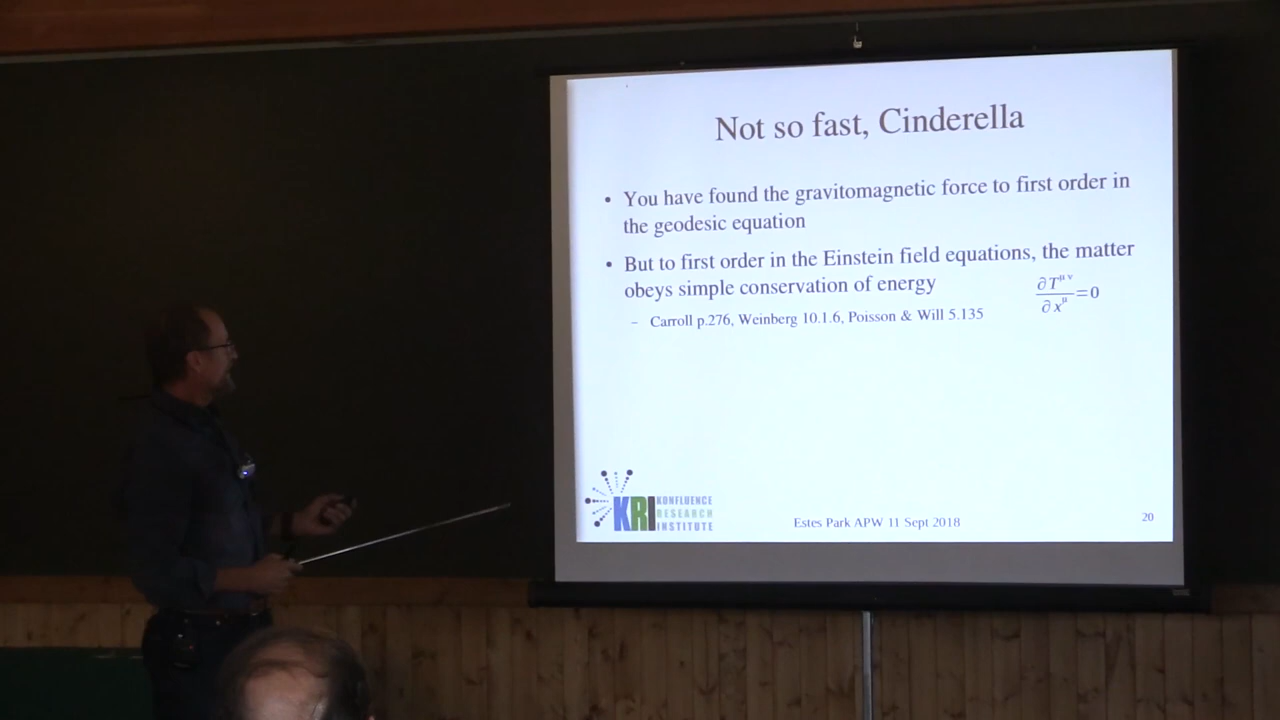 Not so fast, Cinderella
• You have found the gravitomagnetic force to first order in
the geodesic equation
• But to first order in the Einstein field equations, the matter
obeys simple conservation of energy
∂T^μν/∂x^μ=0
– Carroll p.276, Weinberg 10.1.6, Poisson & Will 5.135
KRI KONFLUENCE
RESEARCH
INSTITUTE
Estes Park APW 11 Sept 2018
20